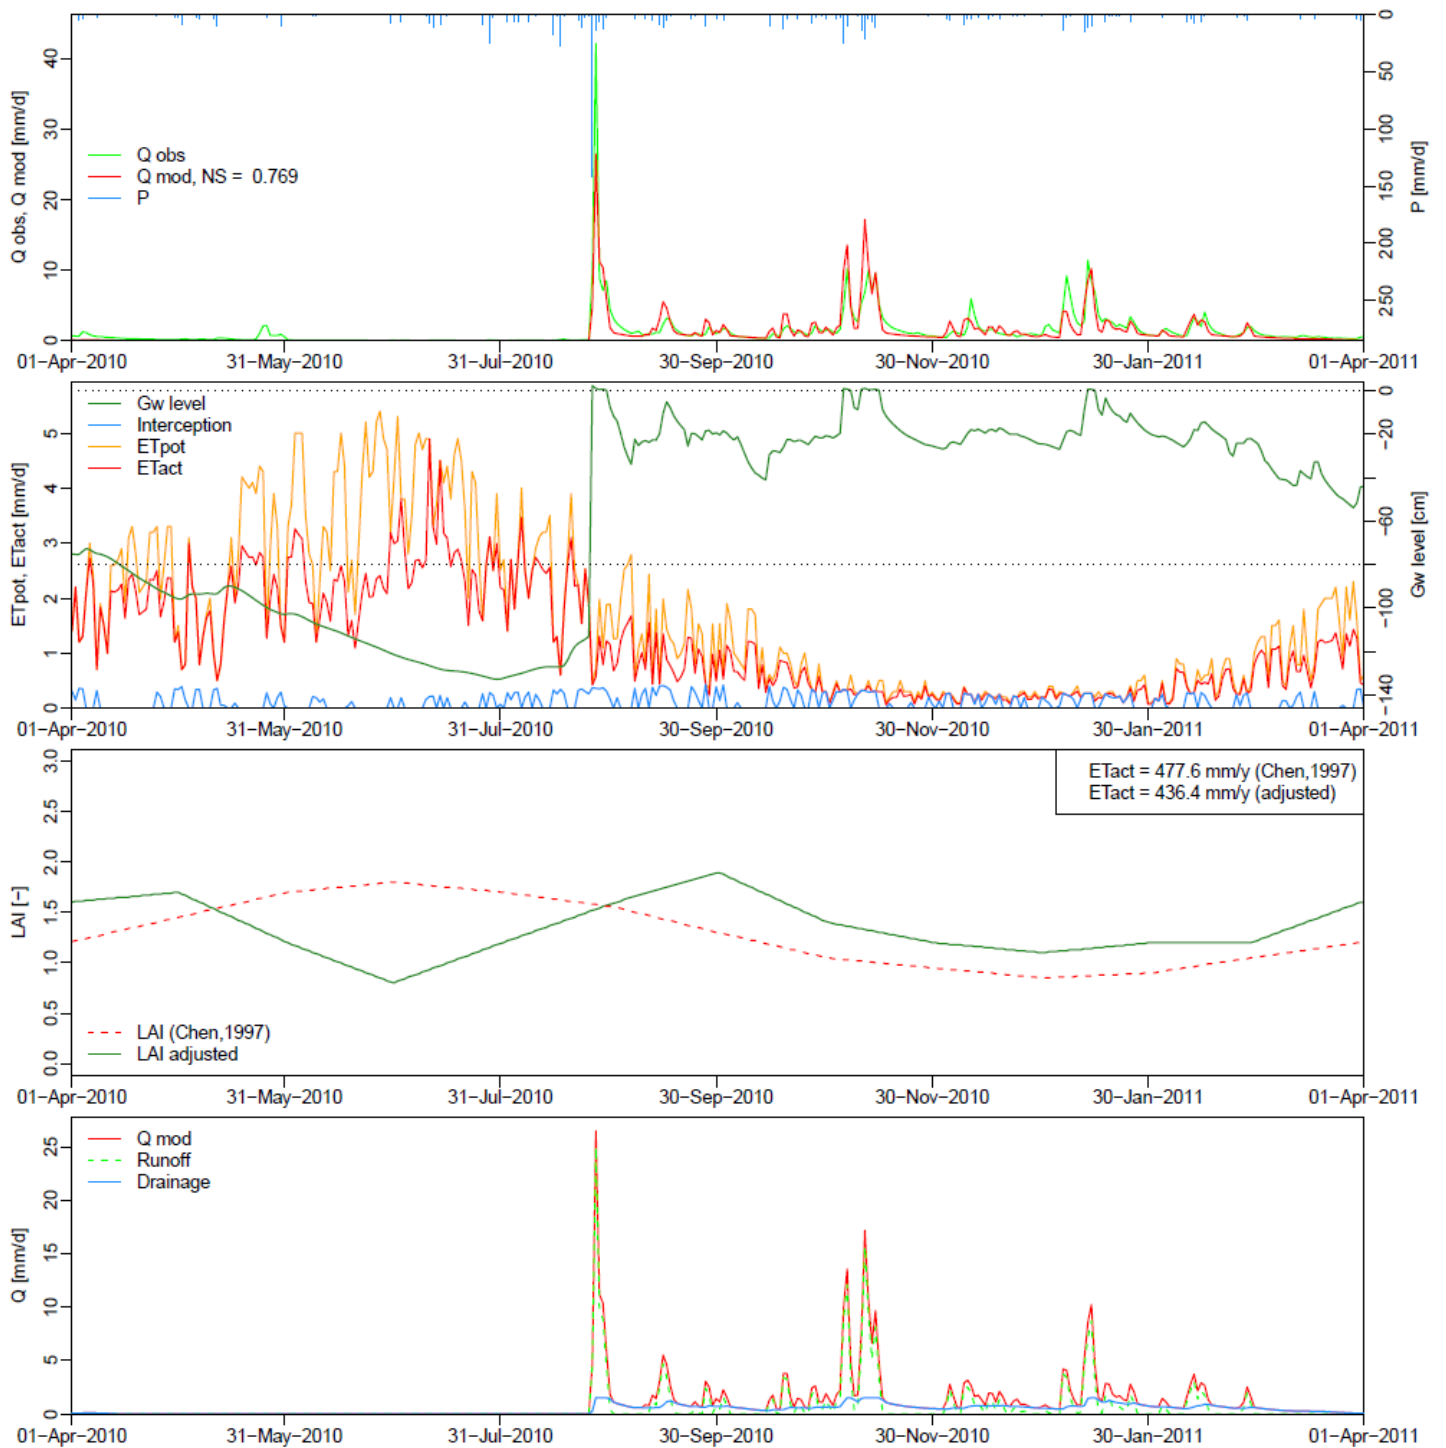 40
30
20
10
0
Q obs, Q mod [mm/d]
0
50
100
150
200
250
P [mm/d]
Q obs
Q mod, NS = 0.769
P
01−Apr−2010 31−May−2010 31−Jul−2010 30−Sep−2010 30−Nov−2010 30−Jan−2011 01−Apr−2011
5
4
3
2
1
0
ETpot, ETact [mm/d]
0
−20
−60
−100
−140
Gw level [cm]
Gw level
Interception
ETpot
ETact
01−Apr−2010 31−May−2010 31−Jul−2010 30−Sep−2010 30−Nov−2010 30−Jan−2011 01−Apr−2011
3.0
2.5
2.0
1.5
1.0
0.5
0.0
LAI [−]
ETact = 477.6 mm/y (Chen,1997)
ETact = 436.4 mm/y (adjusted)
LAI (Chen,1997)
LAI adjusted
01−Apr−2010 31−May−2010 31−Jul−2010 30−Sep−2010 30−Nov−2010 30−Jan−2011 01−Apr−2011
25
20
15
10
5
0
Q [mm/d]
Q mod
Runoff
Drainage
01−Apr−2010 31−May−2010 31−Jul−2010 30−Sep−2010 30−Nov−2010 30−Jan−2011 01−Apr−2011